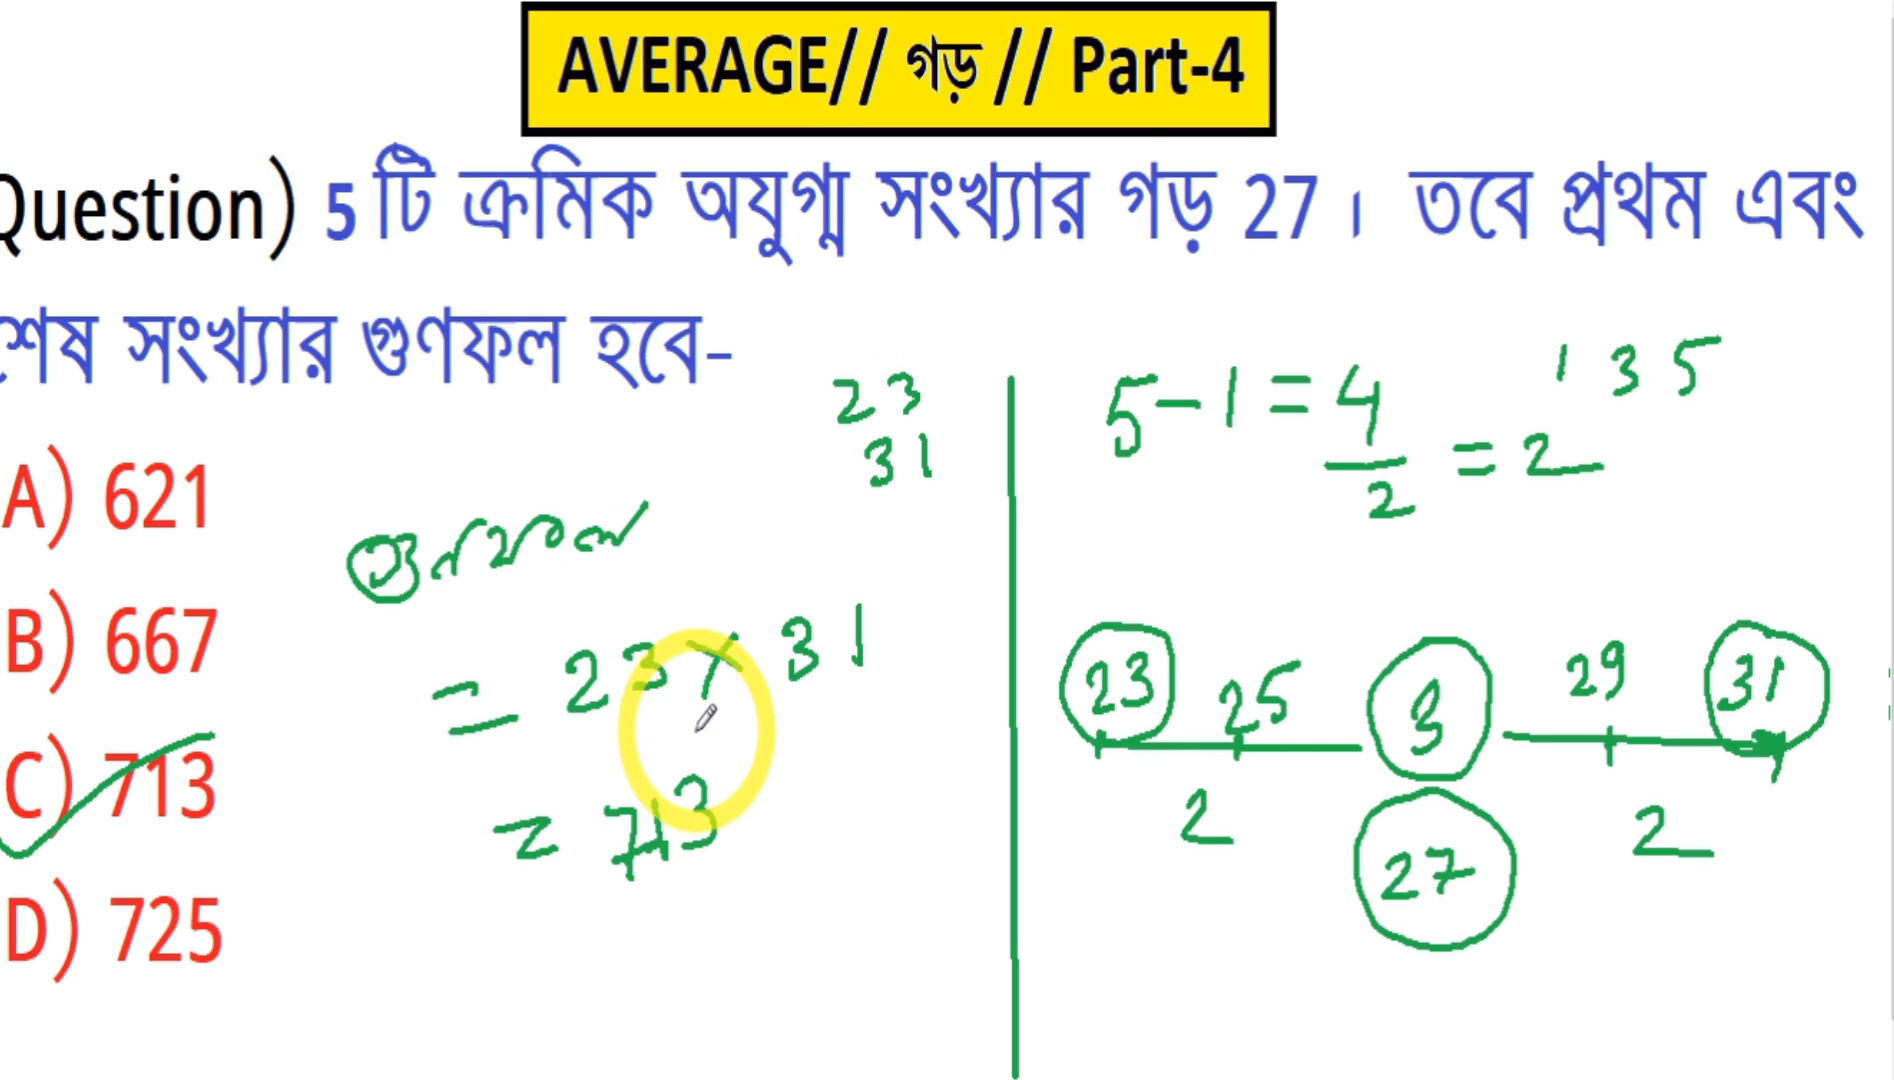 AVERAGE// গড় // Part-4
Question) 5 টি ক্রমিক অযুগ্ম সংখ্যার গড় 27 । তবে প্রথম এবং
শেষ সংখ্যার গুণফল হবে-
A) 621
B) 667
C) 713
D) 725
23
31
গুনফল
= 23 × 31
= 713
5 - 1 = 4
2
= 2
1 3 5
23 25 3 29 31
2 27 2